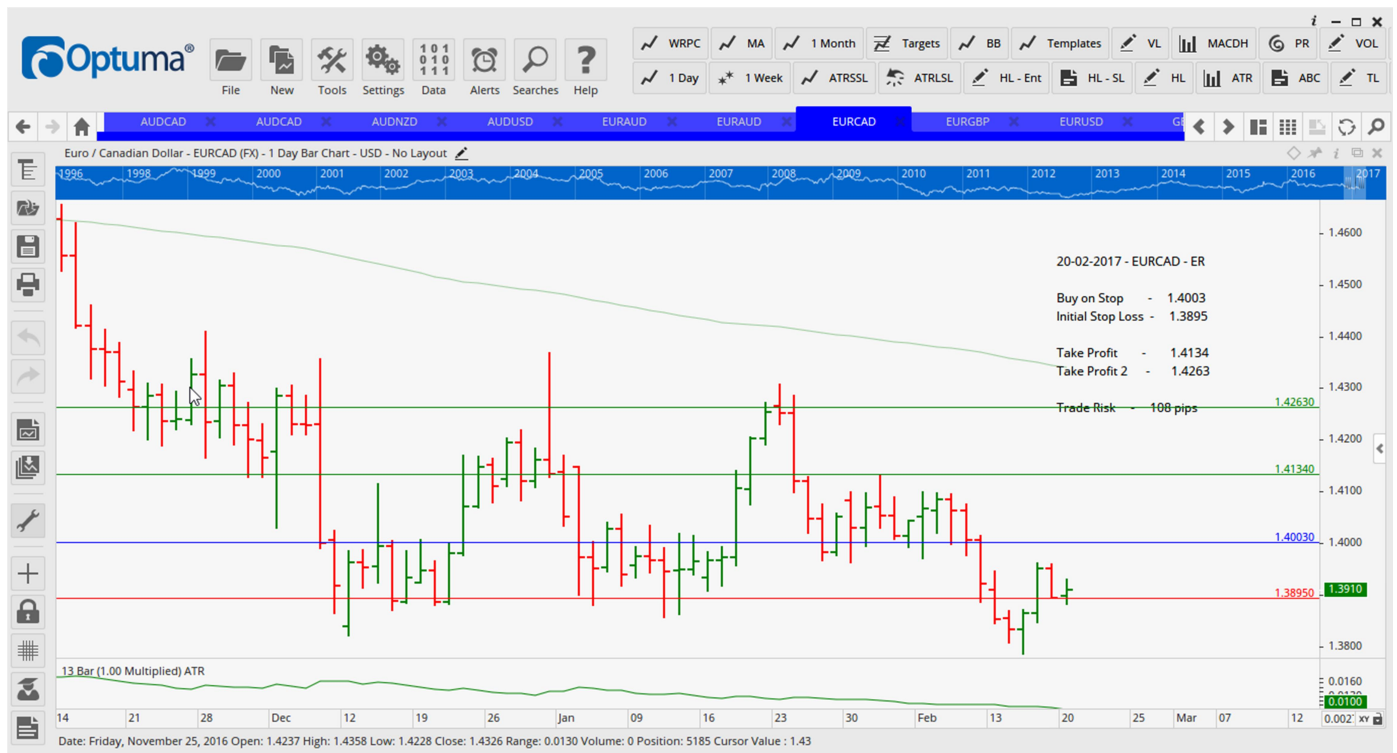 i
Optuma®
File
New
Tools
Settings
101
010
111
Data
Alerts
Searches
?
Help
WRPC
MA
1 Month
Targets
BB
Templates
VL
MACDH
PR
VOL
1 Day
1 Week
ATRSSL
ATRLSL
HL - Ent
HL - SL
HL
ATR
ABC
TL
AUDCAD
AUDCAD
AUDNZD
AUDUSD
EURAUD
EURAUD
EURCAD
EURGBP
EURUSD
Euro / Canadian Dollar - EURCAD (FX) - 1 Day Bar Chart - USD - No Layout
1996 1998 1999 2000 2001 2002 2003 2004 2005 2006 2007 2008 2009 2010 2011 2012 2013 2014 2015 2016 2017
1.4600
20-02-2017 - EURCAD - ER
1.4500
Buy on Stop - 1.4003
Initial Stop Loss - 1.3895
1.4400
Take Profit - 1.4134
Take Profit 2 - 1.4263
1.4300
Trade Risk - 108 pips
1.42630
1.4200
1.41340
1.4100
1.40030
1.4000
1.38950
1.3910
1.3800
13 Bar (1.00 Multiplied) ATR
0.0160
0.0100
14 21 28 Dec 12 19 26 Jan 09 16 23 30 Feb 13 20 25 Mar 07 12
XY
Date: Friday, November 25, 2016 Open: 1.4237 High: 1.4358 Low: 1.4228 Close: 1.4326 Range: 0.0130 Volume: 0 Position: 5185 Cursor Value : 1.43